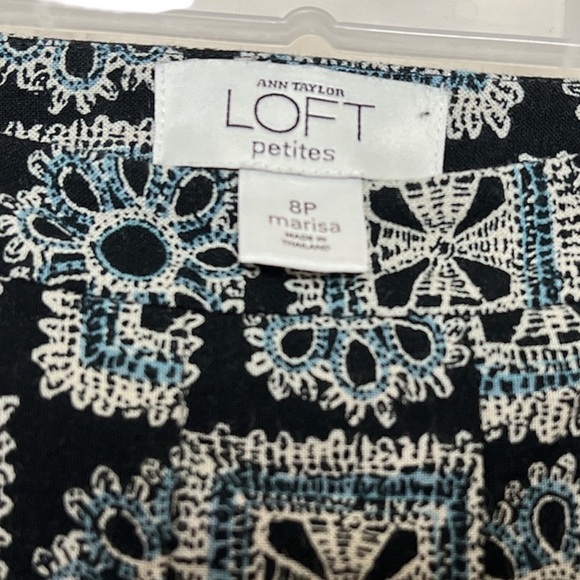 ANN TAYLOR
LOFT
petites
8P
marisa
MADE IN
THAILAND